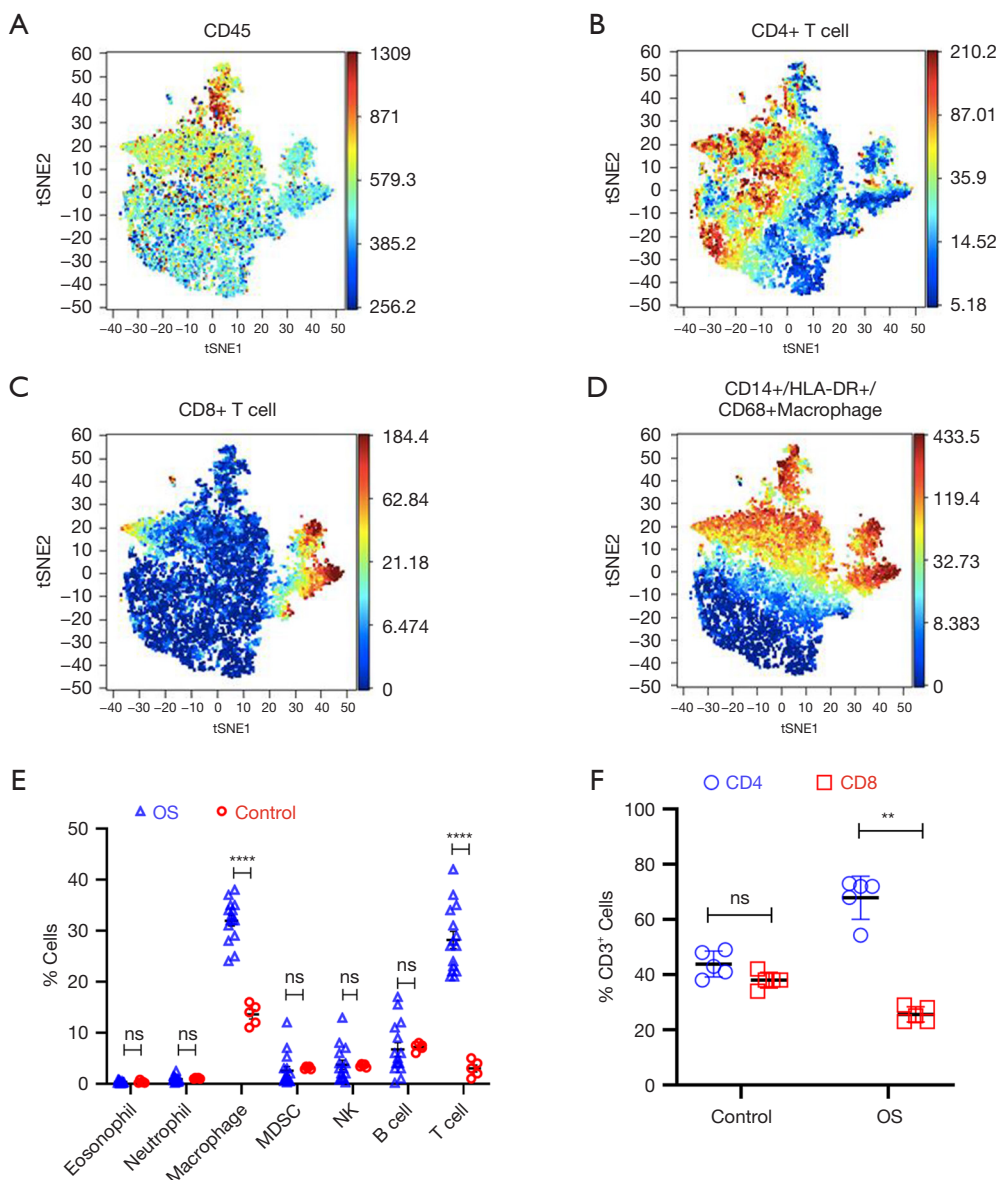 A
CD45
60
50
40
30
20
10
0
−10
−20
−30
−40
−50
tSNE2
−40 −30 −20 −10 0 10 20 30 40 50
tSNE1
1309
871
579.3
385.2
256.2
B
CD4+ T cell
60
50
40
30
20
10
0
−10
−20
−30
−40
−50
tSNE2
−40 −30 −20 −10 0 10 20 30 40 50
tSNE1
210.2
87.01
35.9
14.52
5.18
C
CD8+ T cell
60
50
40
30
20
10
0
−10
−20
−30
−40
−50
tSNE2
−40 −30 −20 −10 0 10 20 30 40 50
tSNE1
184.4
62.84
21.18
6.474
0
D
CD14+/HLA-DR+/
CD68+Macrophage
60
50
40
30
20
10
0
−10
−20
−30
−40
−50
tSNE2
−40 −30 −20 −10 0 10 20 30 40 50
tSNE1
433.5
119.4
32.73
8.383
0
E
OS Control
50
40
30
20
10
0
% Cells
ns
ns
****
ns
ns
ns
****
Eosonophil
Neutrophil
Macrophage
MDSC
NK
B cell
T cell
F
CD4 CD8
100
80
60
40
20
0
% CD3+ Cells
ns
**
Control
OS